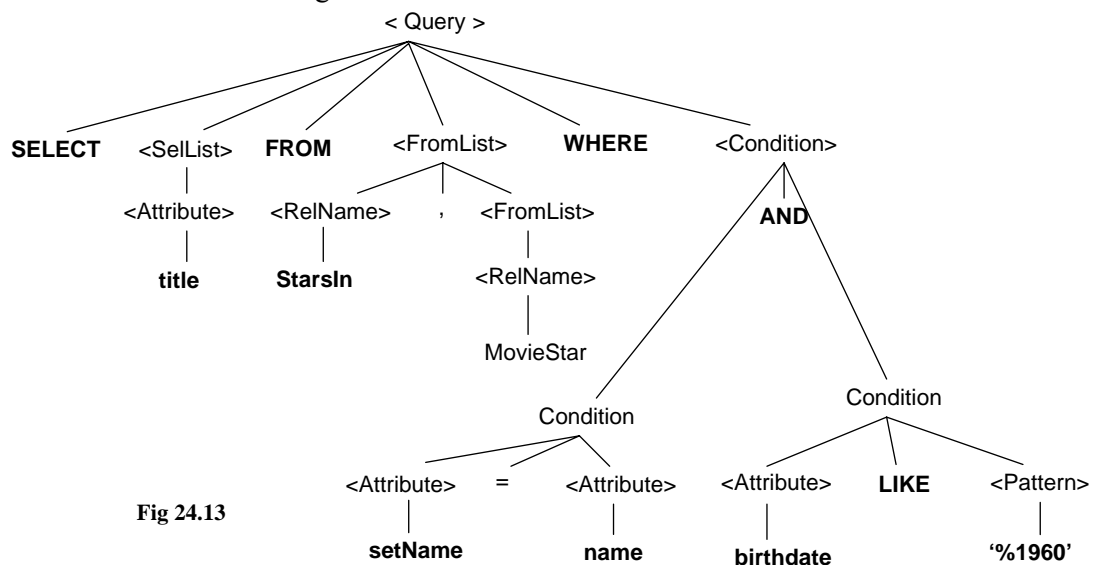 < Query >
SELECT <SelList> FROM <FromList> WHERE <Condition>
<Attribute> <RelName> , <FromList> AND
title StarsIn <RelName>
MovieStar
Condition Condition
<Attribute> = <Attribute> <Attribute> LIKE <Pattern>
Fig 24.13
setName name birthdate ‘%1960’